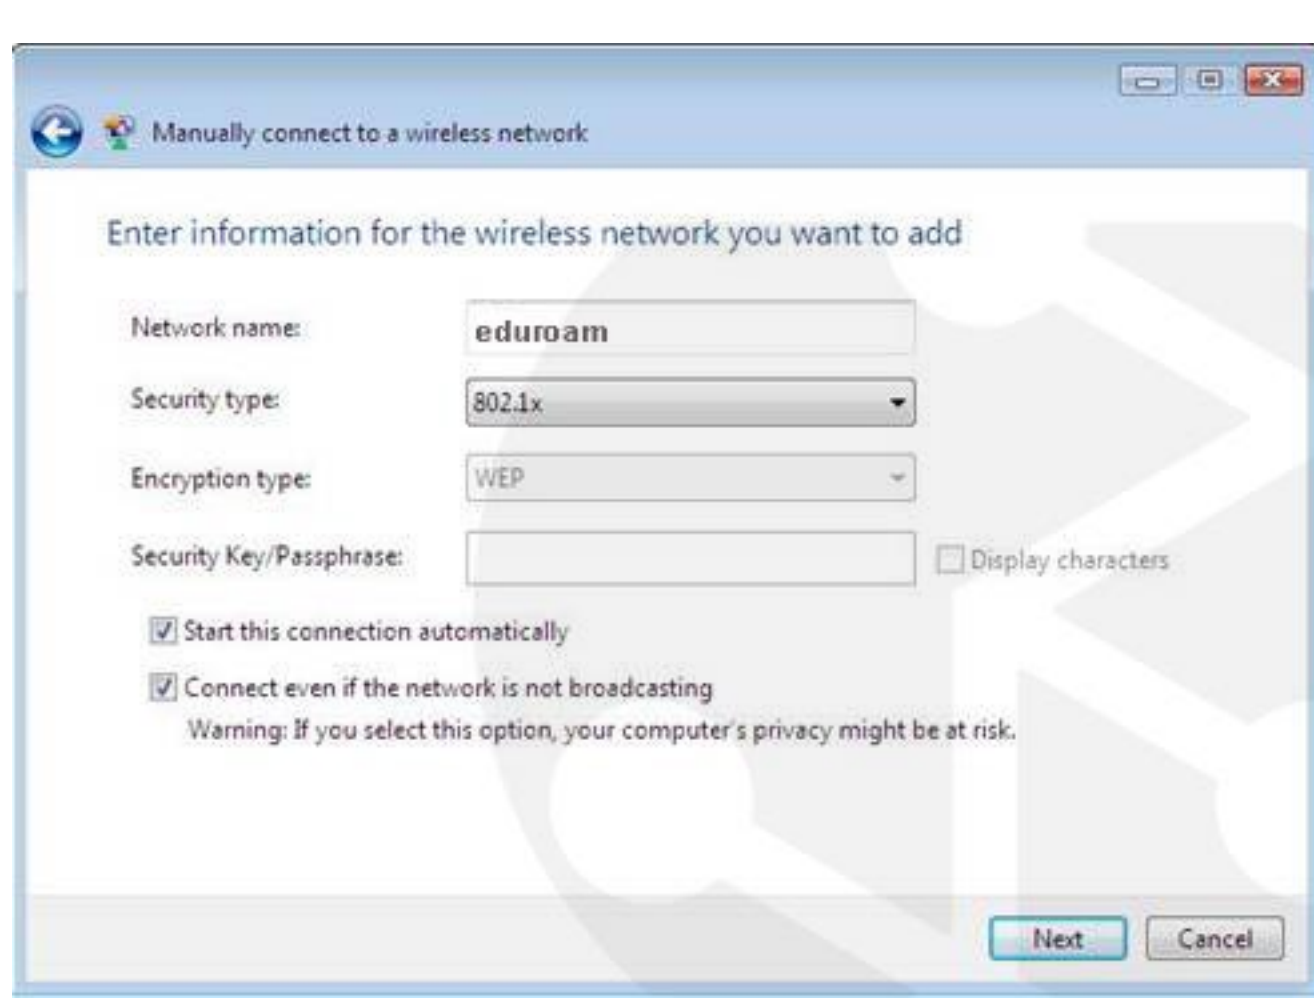 Manually connect to a wireless network
Enter information for the wireless network you want to add
Network name: eduroam
Security type: 802.1x
Encryption type: WEP
Security Key/Passphrase: Display characters
Start this connection automatically
Connect even if the network is not broadcasting
Warning: If you select this option, your computer's privacy might be at risk.
Next Cancel